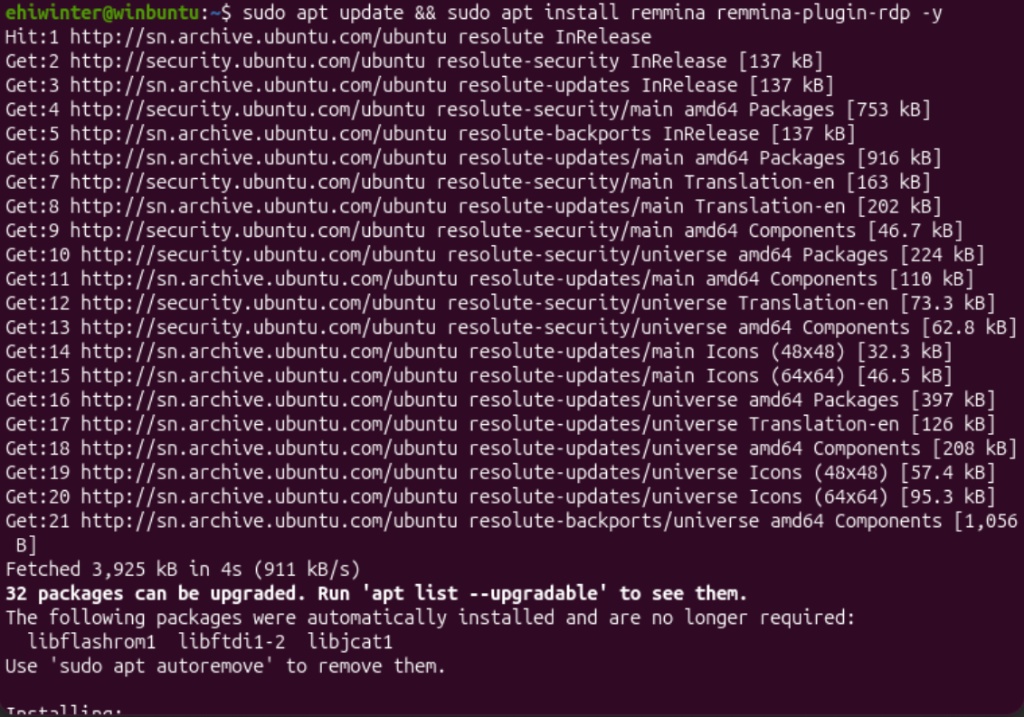 ehiwinter@winbuntu:~$ sudo apt update && sudo apt install remmina remmina-plugin-rdp -y
Hit:1 http://sn.archive.ubuntu.com/ubuntu resolute InRelease
Get:2 http://security.ubuntu.com/ubuntu resolute-security InRelease [137 kB]
Get:3 http://sn.archive.ubuntu.com/ubuntu resolute-updates InRelease [137 kB]
Get:4 http://security.ubuntu.com/ubuntu resolute-security/main amd64 Packages [753 kB]
Get:5 http://sn.archive.ubuntu.com/ubuntu resolute-backports InRelease [137 kB]
Get:6 http://sn.archive.ubuntu.com/ubuntu resolute-updates/main amd64 Packages [916 kB]
Get:7 http://security.ubuntu.com/ubuntu resolute-security/main Translation-en [163 kB]
Get:8 http://sn.archive.ubuntu.com/ubuntu resolute-updates/main Translation-en [202 kB]
Get:9 http://security.ubuntu.com/ubuntu resolute-security/main amd64 Components [46.7 kB]
Get:10 http://security.ubuntu.com/ubuntu resolute-security/universe amd64 Packages [224 kB]
Get:11 http://sn.archive.ubuntu.com/ubuntu resolute-updates/main amd64 Components [110 kB]
Get:12 http://security.ubuntu.com/ubuntu resolute-security/universe Translation-en [73.3 kB]
Get:13 http://security.ubuntu.com/ubuntu resolute-security/universe amd64 Components [62.8 kB]
Get:14 http://sn.archive.ubuntu.com/ubuntu resolute-updates/main Icons (48x48) [32.3 kB]
Get:15 http://sn.archive.ubuntu.com/ubuntu resolute-updates/main Icons (64x64) [46.5 kB]
Get:16 http://sn.archive.ubuntu.com/ubuntu resolute-updates/universe amd64 Packages [397 kB]
Get:17 http://sn.archive.ubuntu.com/ubuntu resolute-updates/universe Translation-en [126 kB]
Get:18 http://sn.archive.ubuntu.com/ubuntu resolute-updates/universe amd64 Components [208 kB]
Get:19 http://sn.archive.ubuntu.com/ubuntu resolute-updates/universe Icons (48x48) [57.4 kB]
Get:20 http://sn.archive.ubuntu.com/ubuntu resolute-updates/universe Icons (64x64) [95.3 kB]
Get:21 http://sn.archive.ubuntu.com/ubuntu resolute-backports/universe amd64 Components [1,056
 B]
Fetched 3,925 kB in 4s (911 kB/s)
32 packages can be upgraded. Run 'apt list --upgradable' to see them.
The following packages were automatically installed and are no longer required:
  libflashrom1  libftdi1-2  libjcat1
Use 'sudo apt autoremove' to remove them.
Installing: